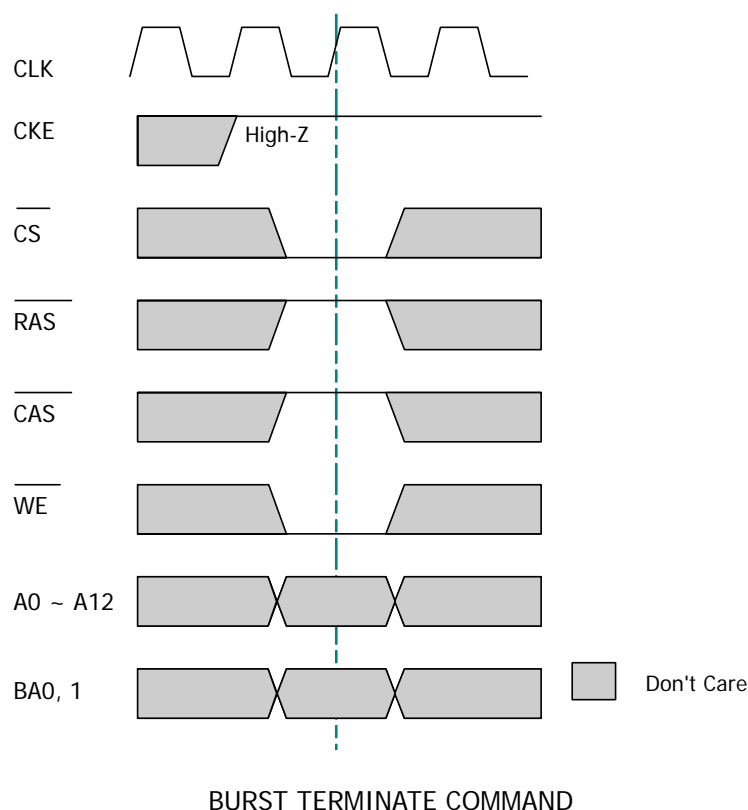 CLK
CKE
High-Z
CS
RAS
CAS
WE
A0 ~ A12
BA0, 1
Don't Care
BURST TERMINATE COMMAND